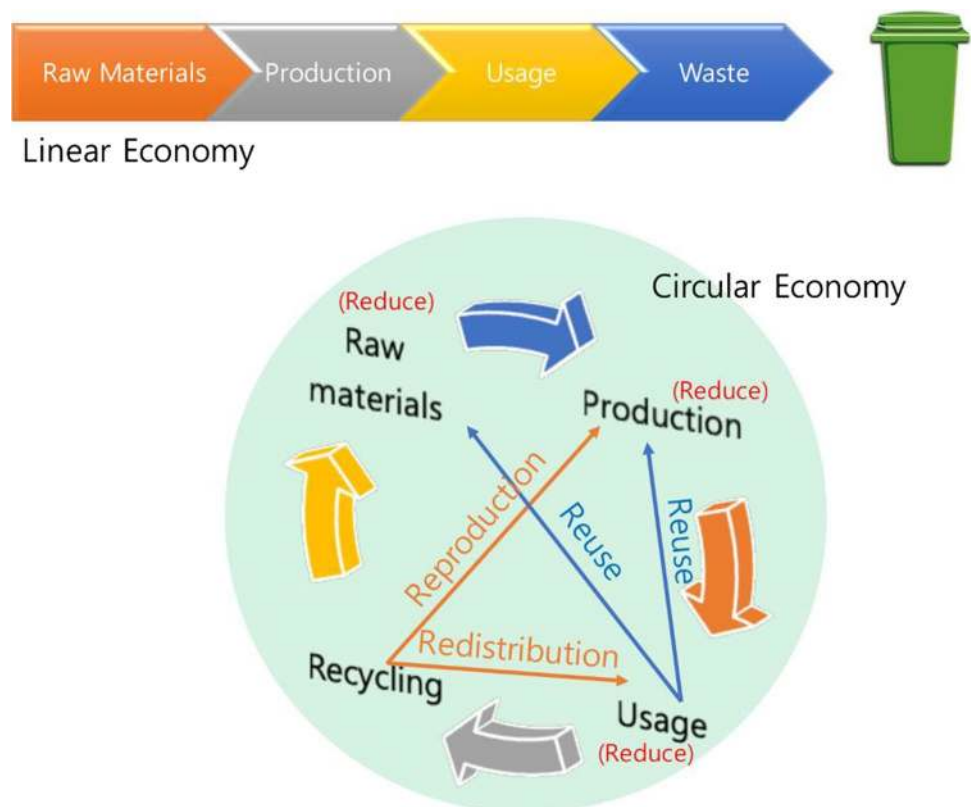 Raw Materials
Production
Usage
Waste
Linear Economy
Circular Economy
(Reduce)
Raw
materials
(Reduce)
Production
Reproduction
Reuse
Reuse
Redistribution
Recycling
Usage
(Reduce)